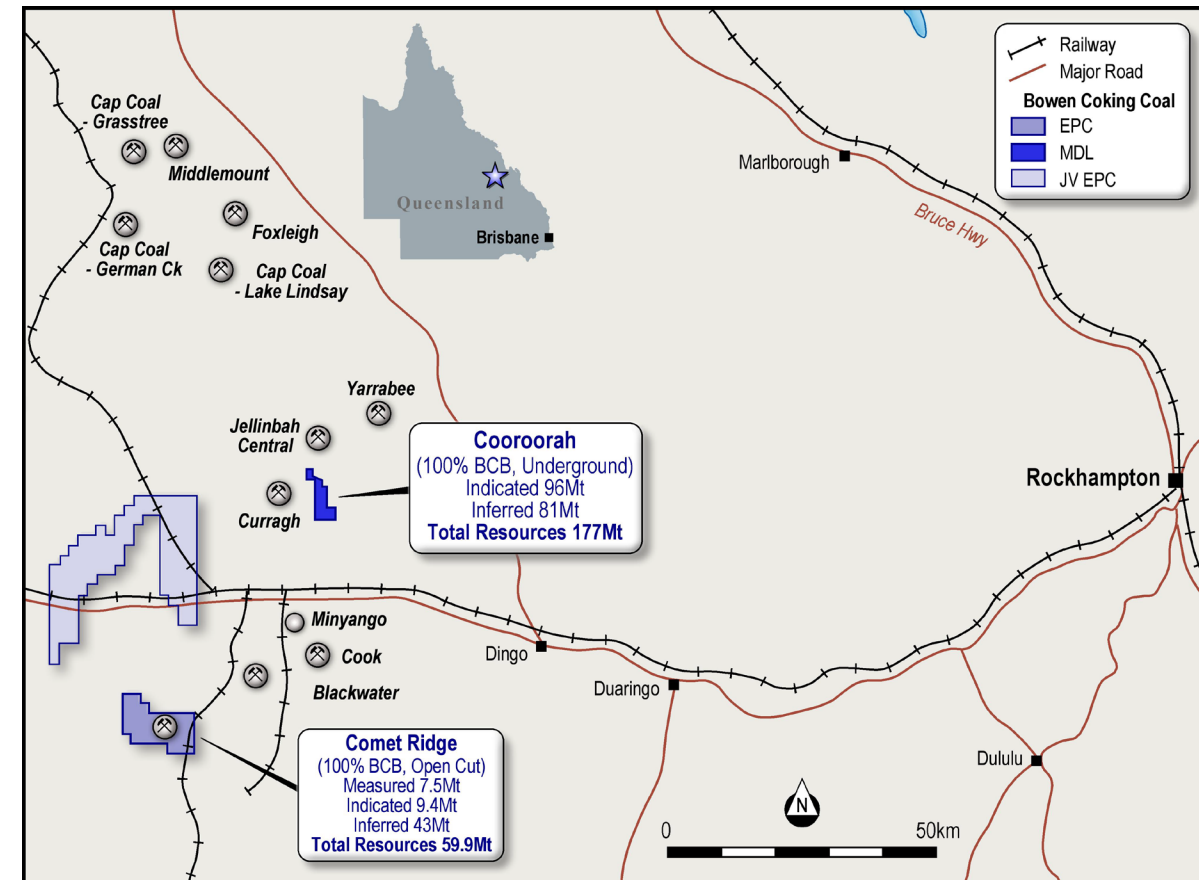 Railway
Major Road
Bowen Coking Coal
EPC
MDL
JV EPC
Cap Coal
- Grasstree
Middlemount
Foxleigh
Cap Coal
- German Ck
Cap Coal
- Lake Lindsay
Queensland
Brisbane
Marlborough
Bruce Hwy
Yarrabee
Jellinbah
Central
Curragh
Cooroorah
(100% BCB, Underground)
Indicated 96Mt
Inferred 81Mt
Total Resources 177Mt
Rockhampton
Minyango
Cook
Blackwater
Dingo
Duaringo
Dululu
Comet Ridge
(100% BCB, Open Cut)
Measured 7.5Mt
Indicated 9.4Mt
Inferred 43Mt
Total Resources 59.9Mt
N
0 50km